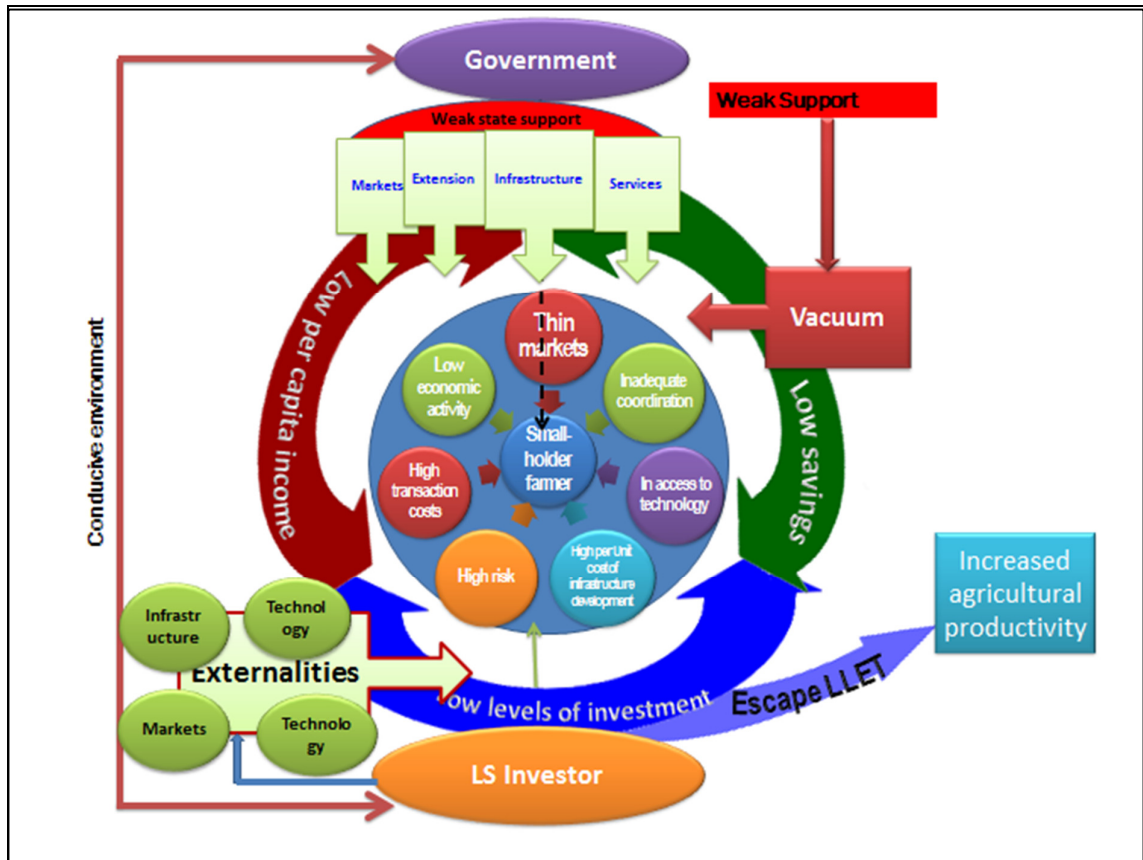 Government
Weak Support
Weak state support
Markets
Extension
Infrastructure
Services
Low per capita income
Low savings
Vacuum
Conducive environment
Thin
markets
Low
economic
activity
Inadequate
coordination
Small-
holder
farmer
High
transaction
costs
In access to
technology
High risk
High per Unit
cost of
infrastructure
development
Increased
agricultural
productivity
Infrastr
ucture
Technol
ogy
Externalities
Markets
Technolo
gy
Low levels of investment
Escape LLET
LS Investor